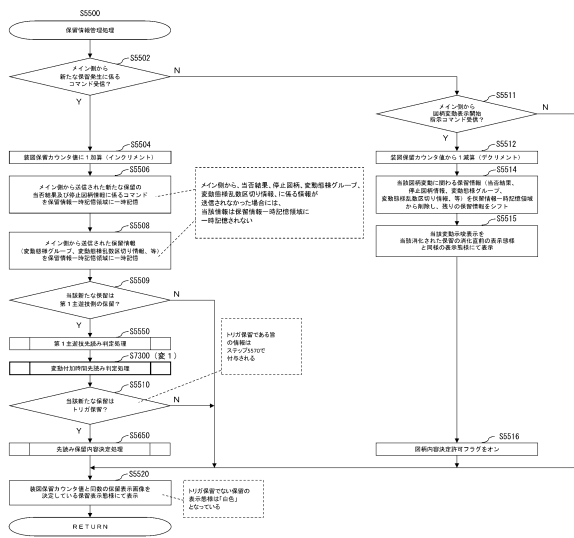 S5500
保留情報管理処理
S5502
メイン側から
新たな保留発生に係る
コマンド受信？
N
Y
S5511
メイン側から
図柄変動表示開始
指示コマンド受信？
N
Y
S5504
装図保留カウンタ値に１加算（インクリメント）
S5506
メイン側から送信された新たな保留の
当否結果及び停止図柄情報に係るコマンド
を保留情報一時記憶領域に一時記憶
メイン側から、当否結果、停止図柄、変動態様グループ、
変動態様乱数区切り情報、に係る情報が
送信されなかった場合には、
当該情報は保留情報一時記憶領域に
一時記憶されない
S5508
メイン側から送信された保留情報
（変動態様グループ、変動態様乱数区切り情報、等）
を保留情報一時記憶領域に一時記憶
S5512
装図保留カウンタ値から１減算（デクリメント）
S5514
当該図柄変動に関わる保留情報（当否結果、
停止図柄情報、変動態様グループ、
変動態様乱数区切り情報、等）を保留情報一時記憶領域
から削除し、残りの保留情報をシフト
S5515
当該変動示唆表示を
当該消化された保留の消化直前の表示態様
と同様の表示態様にて表示
S5509
当該新たな保留は
第１主遊技側の保留？
N
Y
S5550
第１主遊技先読み判定処理
S7300（変１）
変動付加時間先読み判定処理
トリガ保留である旨
の情報は
ステップ5570で
付与される
S5510
当該新たな保留は
トリガ保留？
N
Y
S5650
先読み保留内容決定処理
S5516
図柄内容決定許可フラグをオン
S5520
装図保留カウンタ値と同数の保留表示画像を
決定している保留表示態様にて表示
トリガ保留でない保留の
表示態様は「白色」
となっている
ＲＥＴＵＲＮ